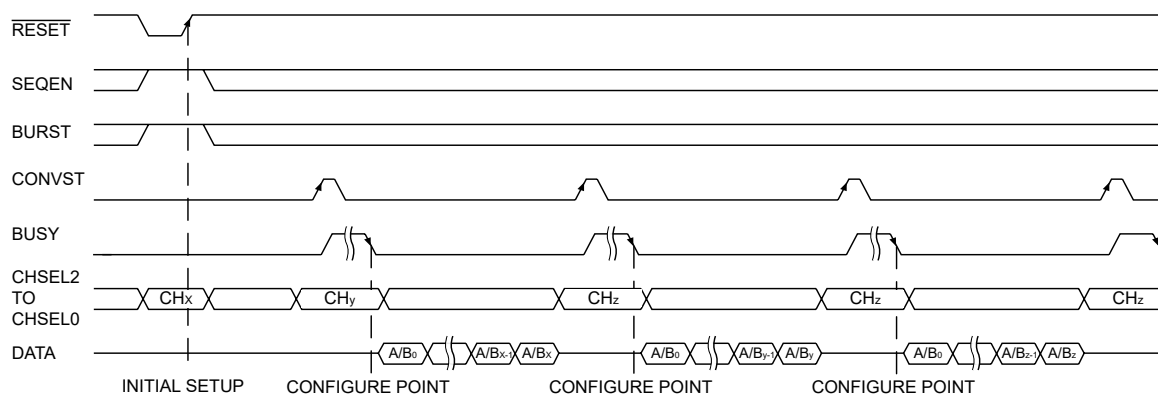 RESET
SEQEN
BURST
CONVST
BUSY
CHSEL2
TO
CHSEL0
CHx CHy CHz CHz CHz
DATA
A/B0 A/Bx-1 A/Bx A/B0 A/By-1 A/By A/B0 A/Bz-1 A/Bz
INITIAL SETUP CONFIGURE POINT CONFIGURE POINT CONFIGURE POINT